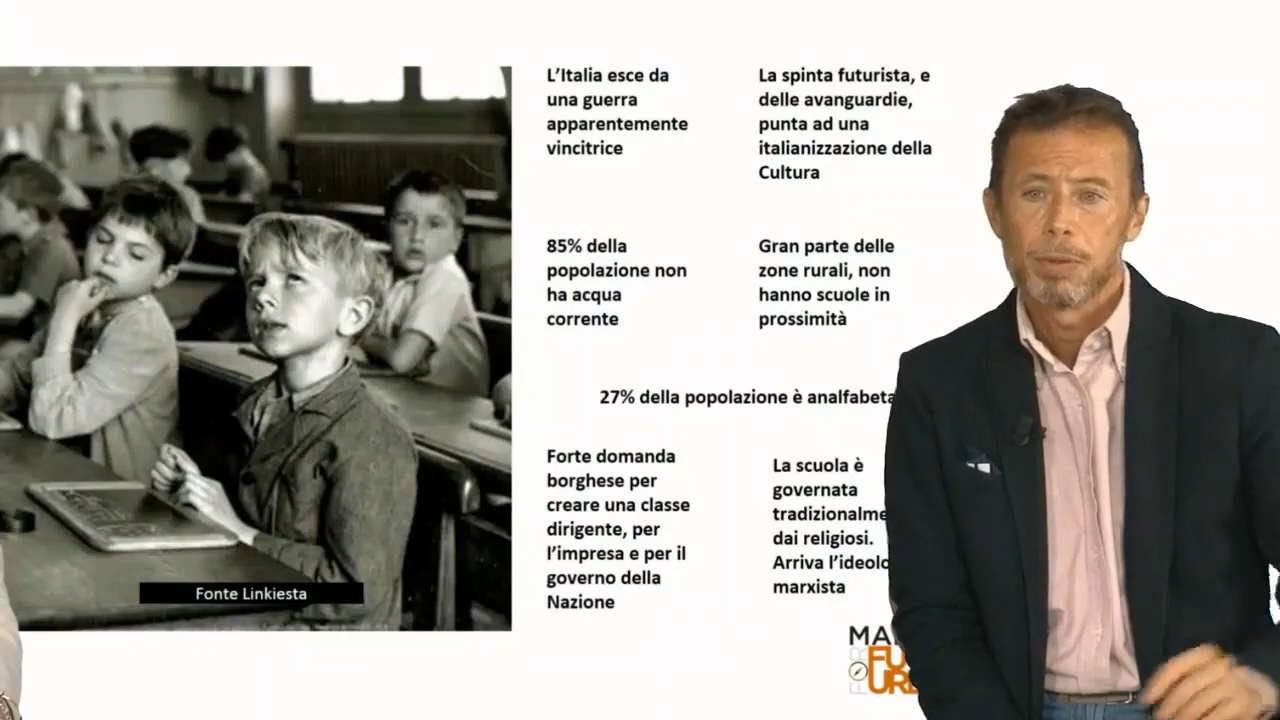 L’Italia esce da
una guerra
apparentemente
vincitrice
La spinta futurista, e
delle avanguardie,
punta ad una
italianizzazione della
Cultura
85% della
popolazione non
ha acqua
corrente
Gran parte delle
zone rurali, non
hanno scuole in
prossimità
27% della popolazione è analfabeta
Forte domanda
borghese per
creare una classe
dirigente, per
l’impresa e per il
governo della
Nazione
La scuola è
governata
dai religiosi.
Arriva
marxista
Fonte Linkiesta